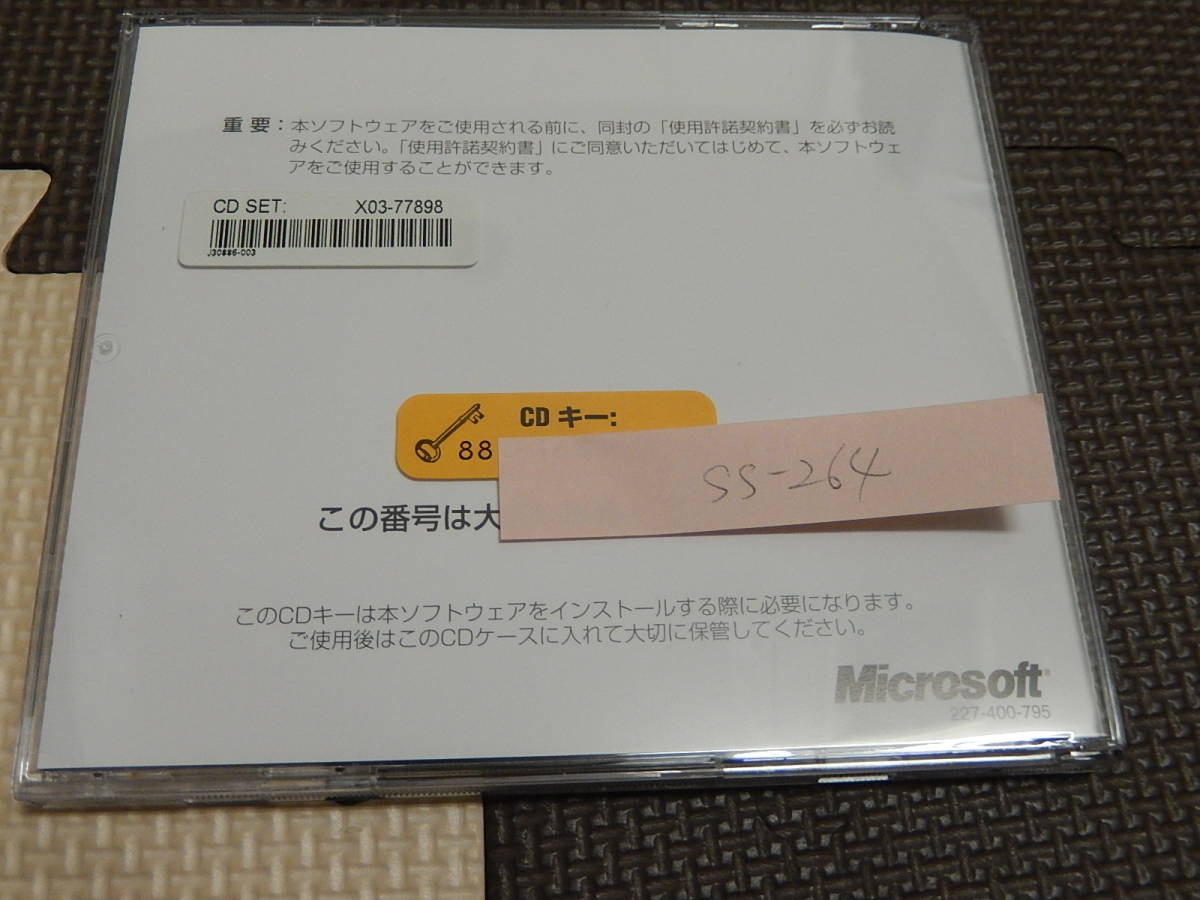 重要：本ソフトウェアをご使用される前に、同封の「使用許諾契約書」を必ずお読
みください。「使用許諾契約書」にご同意いただいてはじめて、本ソフトウェ
アをご使用することができます。
CD SET: X03-77898
J30886-003
CD キー:
88
SS-264
この番号は大
このCDキーは本ソフトウェアをインストールする際に必要になります。
ご使用後はこのCDケースに入れて大切に保管してください。
Microsoft
227-400-795